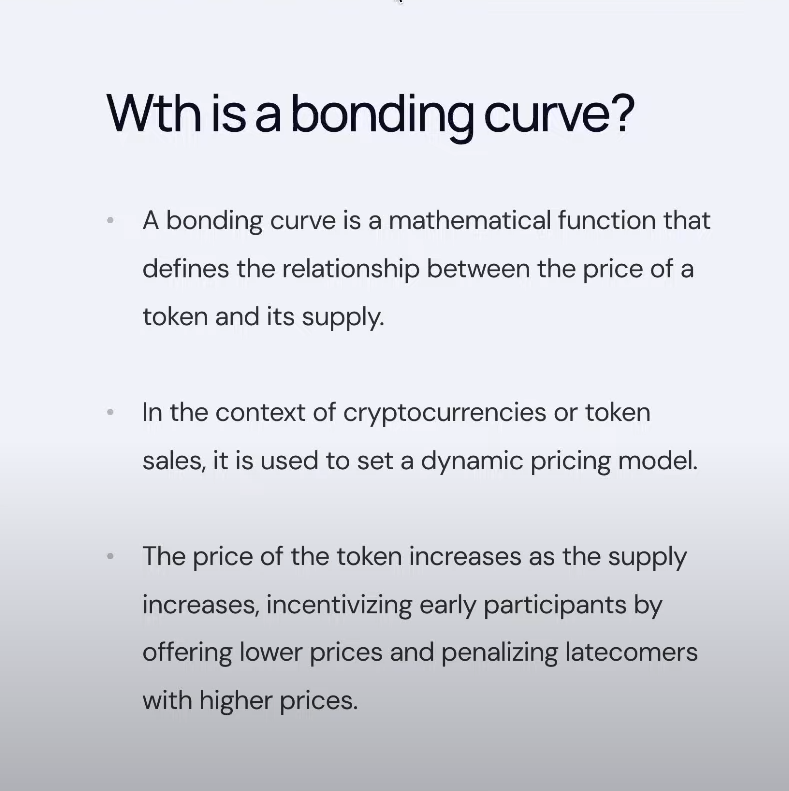 Wth is a bonding curve?
• A bonding curve is a mathematical function that
defines the relationship between the price of a
token and its supply.
• In the context of cryptocurrencies or token
sales, it is used to set a dynamic pricing model.
• The price of the token increases as the supply
increases, incentivizing early participants by
offering lower prices and penalizing latecomers
with higher prices.